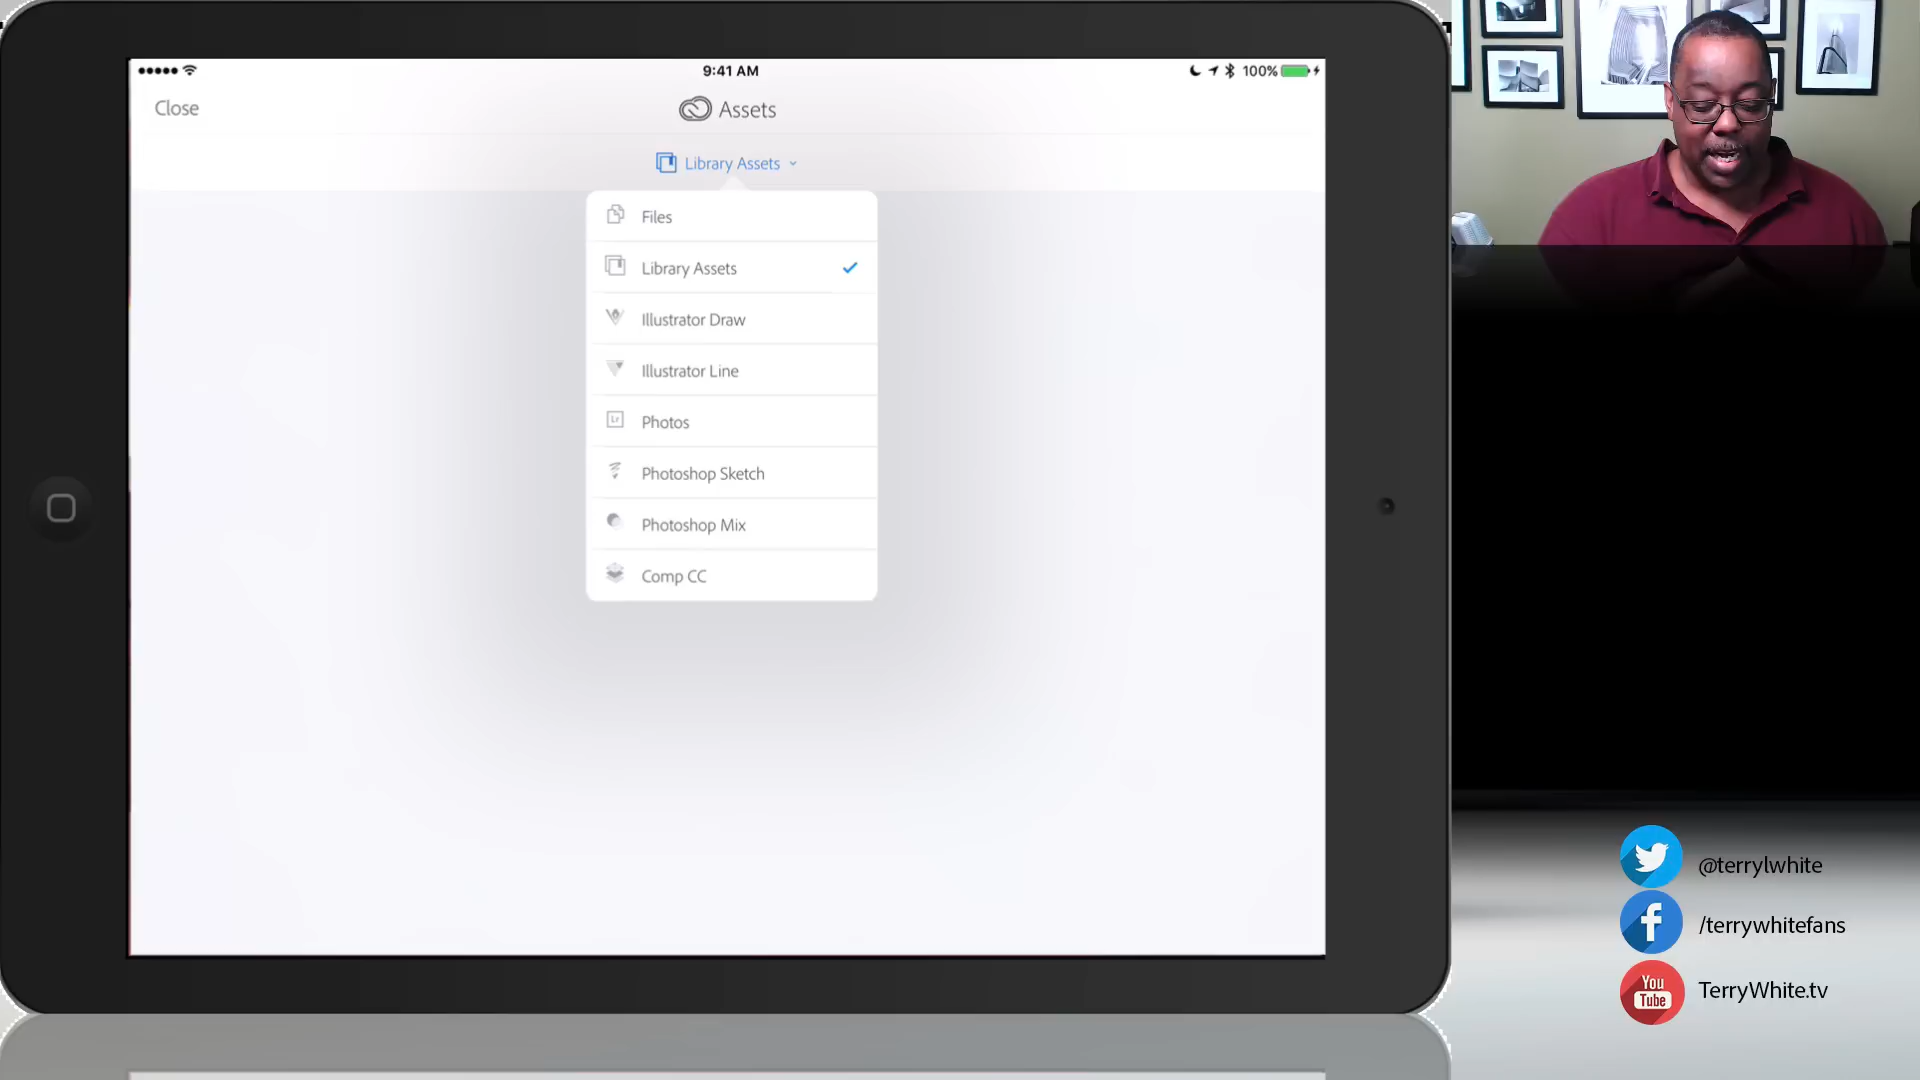 9:41 AM
100%
Close
Assets
Library Assets
Files
Library Assets
Illustrator Draw
Illustrator Line
Lr
Photos
Photoshop Sketch
Photoshop Mix
Comp CC
@terrylwhite
/terrywhitefans
You
Tube
TerryWhite.tv